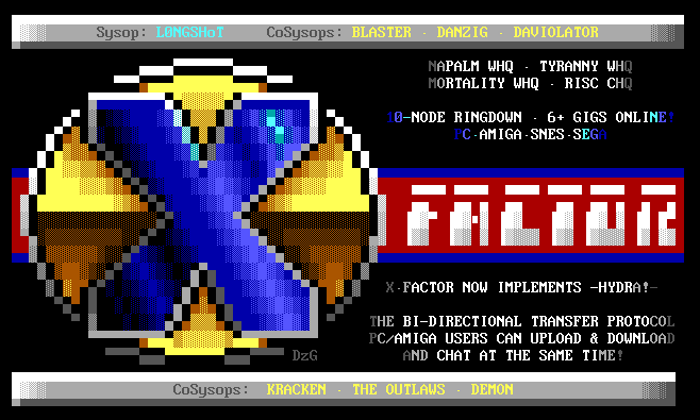 Sysop: L0NGSHoT CoSysops: BLASTER · DANZIG · DAVIOLATOR
NAPALM WHQ · TYRANNY WHQ
MORTALITY WHQ · RISC CHQ
10-NODE RINGDOWN · 6+ GIGS ONLINE!
PC·AMIGA·SNES·SEGA
X FACTOR
X·FACTOR NOW IMPLEMENTS -HYDRA!-
THE BI-DIRECTIONAL TRANSFER PROTOCOL
PC/AMIGA USERS CAN UPLOAD & DOWNLOAD
AND CHAT AT THE SAME TIME!
DzG
CoSysops: KRACKEN · THE OUTLAWS · DEMON